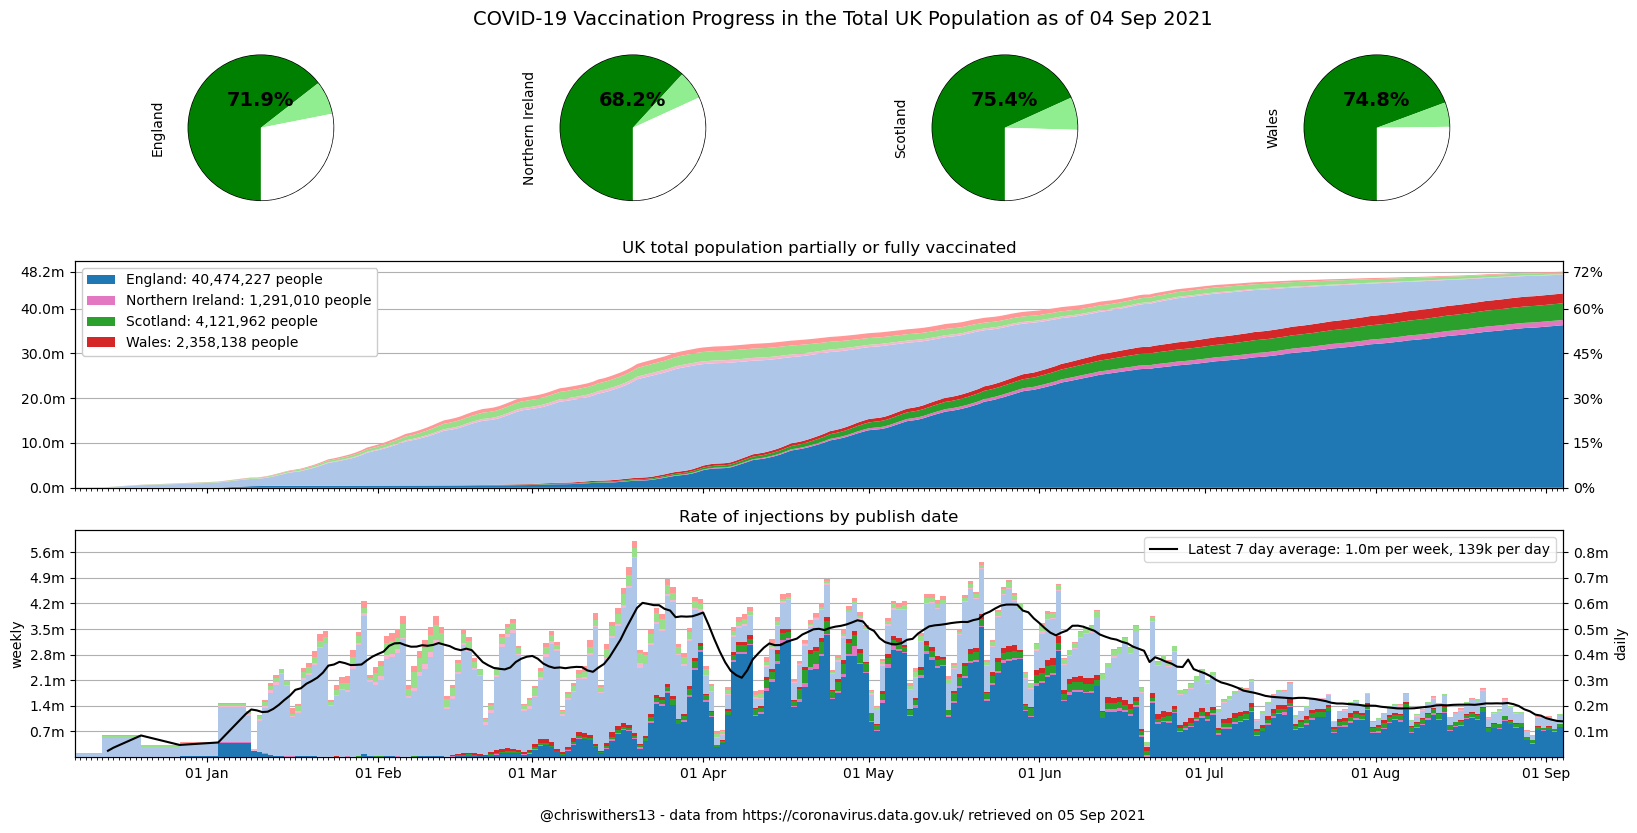 COVID-19 Vaccination Progress in the Total UK Population as of 04 Sep 2021
England
71.9%
Northern Ireland
68.2%
Scotland
75.4%
Wales
74.8%
UK total population partially or fully vaccinated
48.2m
40.0m
30.0m
20.0m
10.0m
0.0m
England: 40,474,227 people
Northern Ireland: 1,291,010 people
Scotland: 4,121,962 people
Wales: 2,358,138 people
72%
60%
45%
30%
15%
0%
Rate of injections by publish date
weekly
5.6m
4.9m
4.2m
3.5m
2.8m
2.1m
1.4m
0.7m
Latest 7 day average: 1.0m per week, 139k per day
0.8m
0.7m
0.6m
0.5m
0.4m
0.3m
0.2m
0.1m
daily
01 Jan
01 Feb
01 Mar
01 Apr
01 May
01 Jun
01 Jul
01 Aug
01 Sep
@chriswithers13 - data from https://coronavirus.data.gov.uk/ retrieved on 05 Sep 2021